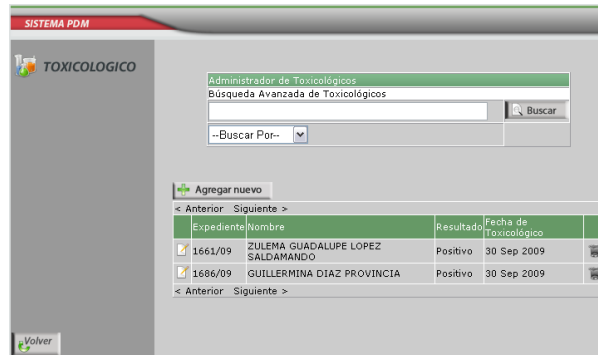 SISTEMA PDM
TOXICOLOGICO
Administrador de Toxicológicos
Búsqueda Avanzada de Toxicológicos
Buscar
--Buscar Por--
Agregar nuevo
< Anterior Siguiente >
Expediente Nombre Resultado Fecha de Toxicológico
1661/09 ZULEMA GUADALUPE LOPEZ SALDAMANDO Positivo 30 Sep 2009
1686/09 GUILLERMINA DIAZ PROVINCIA Positivo 30 Sep 2009
< Anterior Siguiente >
Volver